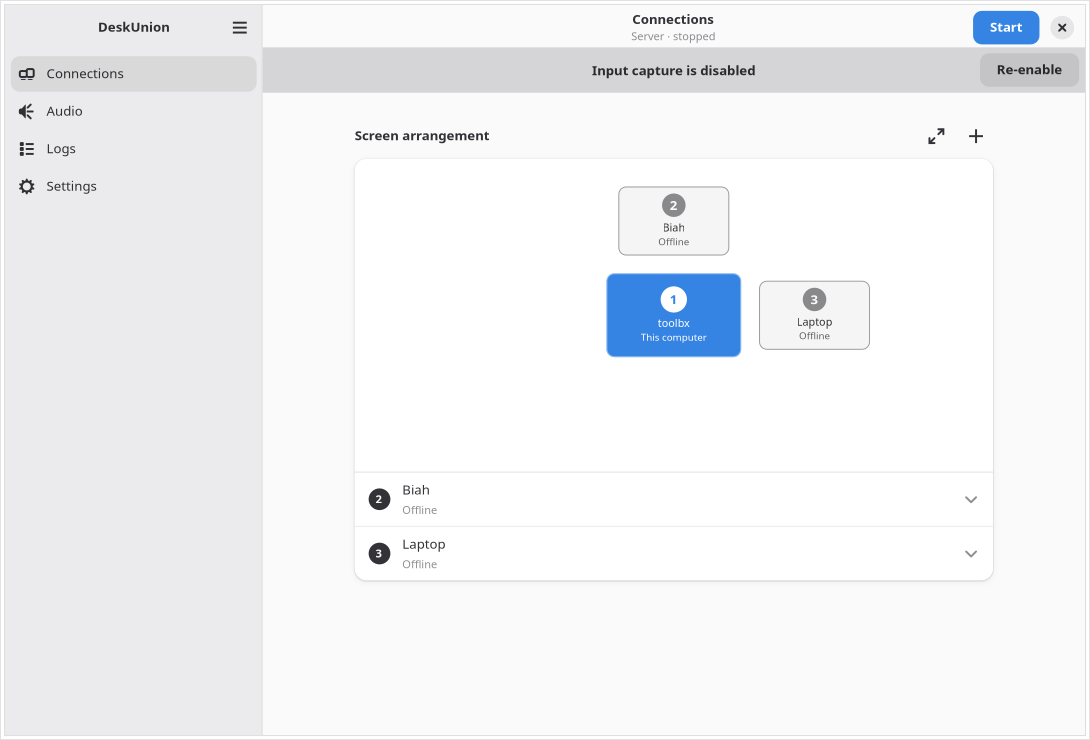 DeskUnion
Connections
Audio
Logs
Settings
Connections
Server · stopped
Start
Input capture is disabled
Re-enable
Screen arrangement
2
Biah
Offline
1
toolbx
This computer
3
Laptop
Offline
2
Biah
Offline
3
Laptop
Offline